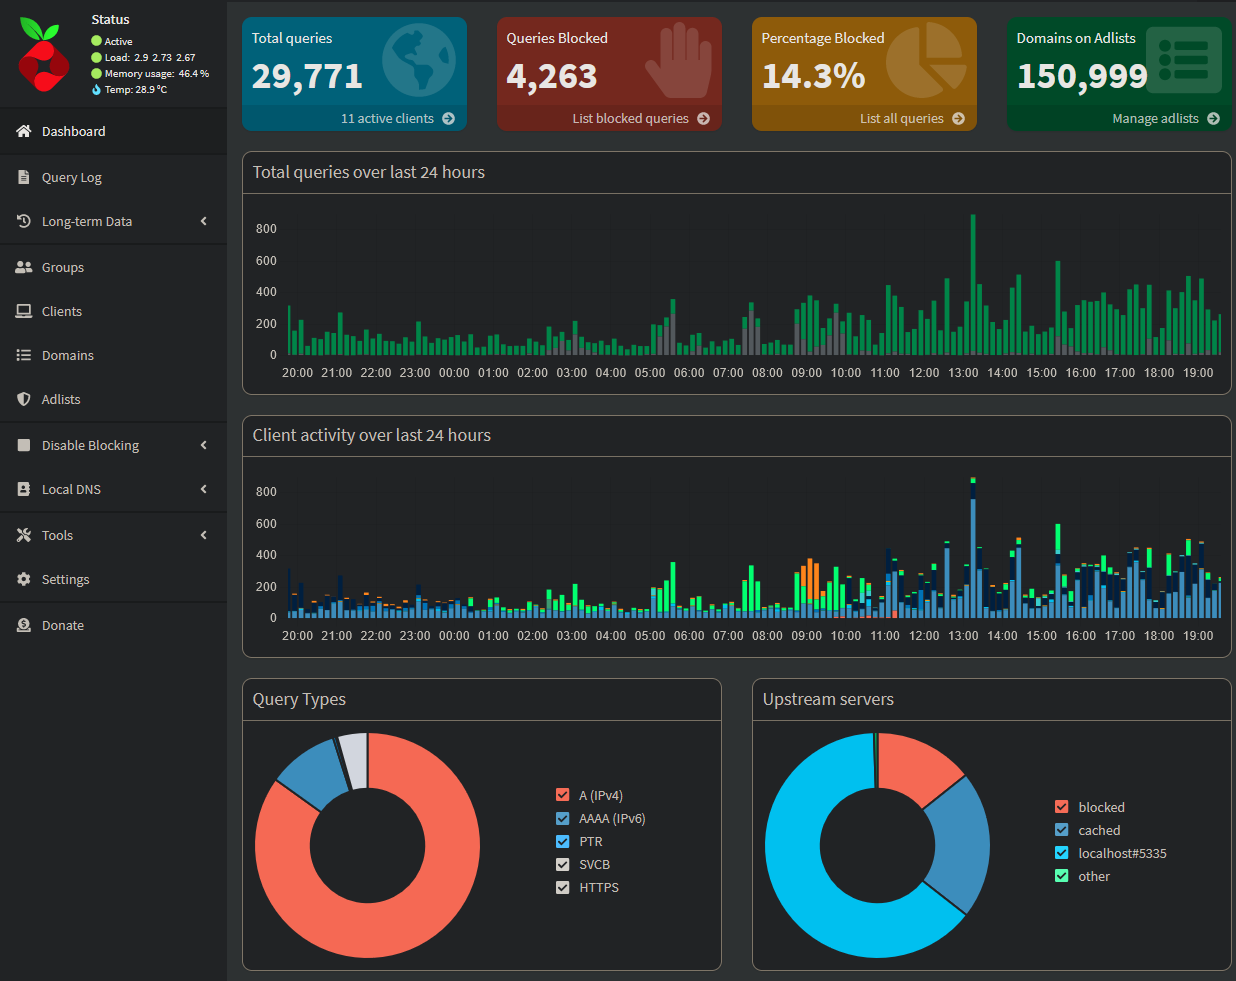 Status
Active
Load: 2.9 2.73 2.67
Memory usage: 46.4 %
Temp: 28.9 °C
Dashboard
Query Log
Long-term Data
Groups
Clients
Domains
Adlists
Disable Blocking
Local DNS
Tools
Settings
Donate
Total queries
29,771
11 active clients
Queries Blocked
4,263
List blocked queries
Percentage Blocked
14.3%
List all queries
Domains on Adlists
150,999
Manage adlists
Total queries over last 24 hours
800
600
400
200
0
20:00 21:00 22:00 23:00 00:00 01:00 02:00 03:00 04:00 05:00 06:00 07:00 08:00 09:00 10:00 11:00 12:00 13:00 14:00 15:00 16:00 17:00 18:00 19:00
Client activity over last 24 hours
800
600
400
200
0
20:00 21:00 22:00 23:00 00:00 01:00 02:00 03:00 04:00 05:00 06:00 07:00 08:00 09:00 10:00 11:00 12:00 13:00 14:00 15:00 16:00 17:00 18:00 19:00
Query Types
A (IPv4)
AAAA (IPv6)
PTR
SVCB
HTTPS
Upstream servers
blocked
cached
localhost#5335
other